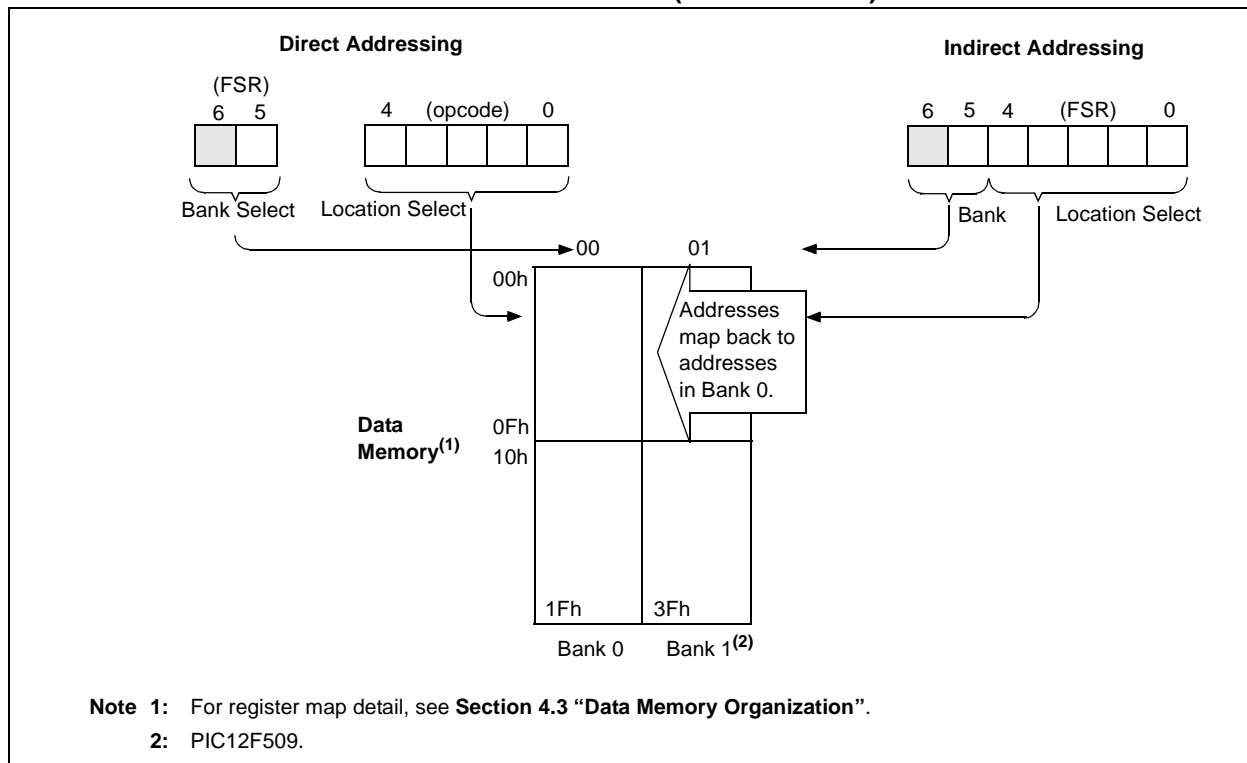 Direct Addressing
Indirect Addressing
(FSR)
6 5
4 (opcode) 0
6 5 4 (FSR) 0
Bank Select
Location Select
Bank
Location Select
00
01
00h
Addresses
map back to
addresses
in Bank 0.
Data
Memory(1)
0Fh
10h
1Fh
3Fh
Bank 0
Bank 1(2)
Note 1: For register map detail, see Section 4.3 “Data Memory Organization”.
2: PIC12F509.